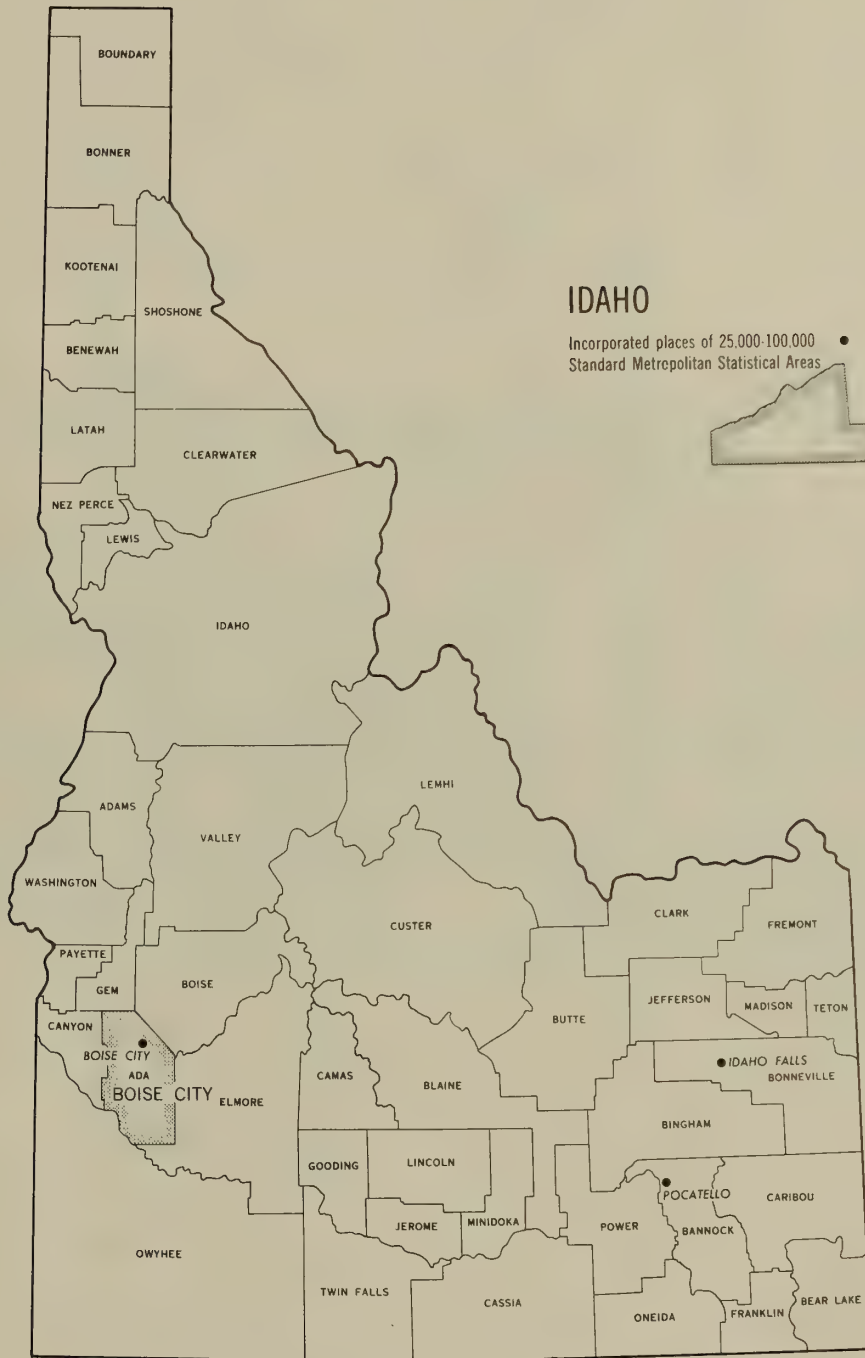 BOUNDARY
BONNER
KOOTENAI
SHOSHONE
IDAHO
Incorporated places of 25,000-100,000
Standard Metropolitan Statistical Areas
BENEWAH
LATAH
CLEARWATER
NEZ PERCE
LEWIS
IDAHO
LEMHI
ADAMS
VALLEY
WASHINGTON
CUSTER
CLARK
FREMONT
PAYETTE
BOISE
GEM
BUTTE
JEFFERSON
MADISON
TETON
CANYON
BOISE CITY
ADA
BOISE CITY
ELMORE
CAMAS
BLAINE
IDAHO FALLS
BONNEVILLE
BINGHAM
GOODING
LINCOLN
POCATELLO
CARIBOU
JEROME
MINIDOKA
POWER
BANNOCK
OWYHEE
TWIN FALLS
CASSIA
ONEIDA
FRANKLIN
BEAR LAKE